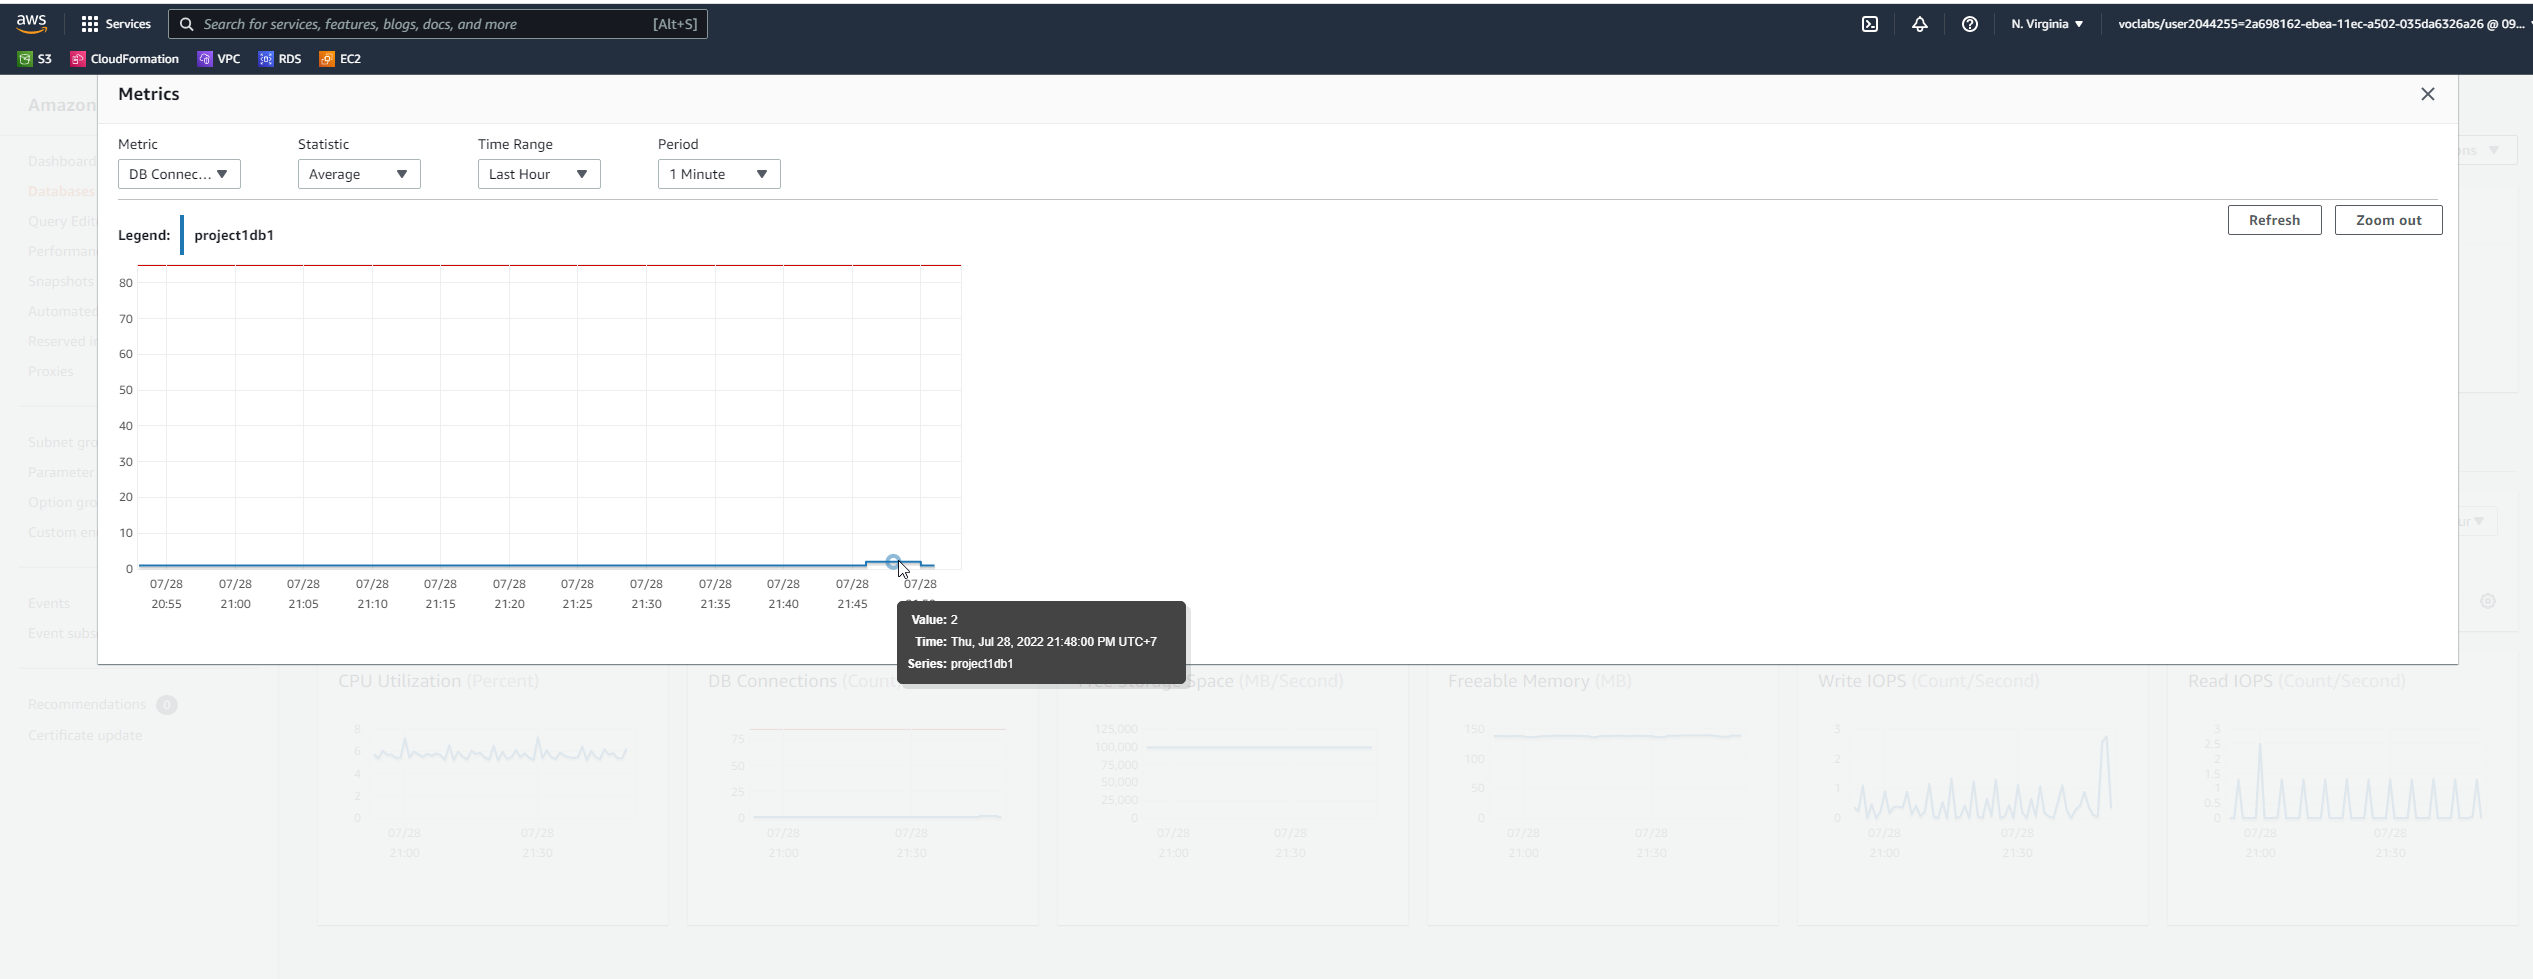 aws
Services
Search for services, features, blogs, docs, and more [Alt+S]
N. Virginia
voclabs/user2044255=2a698162-ebea-11ec-a502-035da6326a26 @ 09...
S3 CloudFormation VPC RDS EC2
Amazon
Metrics
Metric Statistic Time Range Period
DB Connec... Average Last Hour 1 Minute
Refresh Zoom out
Legend: project1db1
80
70
60
50
40
30
20
10
0
07/28 07/28 07/28 07/28 07/28 07/28 07/28 07/28 07/28 07/28 07/28 07/28
20:55 21:00 21:05 21:10 21:15 21:20 21:25 21:30 21:35 21:40 21:45
Value: 2
Time: Thu, Jul 28, 2022 21:48:00 PM UTC+7
Series: project1db1
Dashboard
Databases
Query Edit
Performan
Snapshots
Automated
Reserved i
Proxies
Subnet gro
Parameter
Option gro
Custom en
Events
Event subs
Recommendations 0
Certificate update
CPU Utilization (Percent)
8
6
4
2
0
07/28 07/28
21:00 21:30
DB Connections (Count
75
50
25
0
07/28 07/28
21:00 21:30
Space (MB/Second)
125,000
100,000
75,000
50,000
25,000
0
07/28 07/28
21:00 21:30
Freeable Memory (MB)
150
100
50
0
07/28 07/28
21:00 21:30
Write IOPS (Count/Second)
3
2
1
0
07/28 07/28
21:00 21:30
Read IOPS (Count/Second)
3
2.5
2
1.5
1
0.5
0
07/28 07/28
21:00 21:30